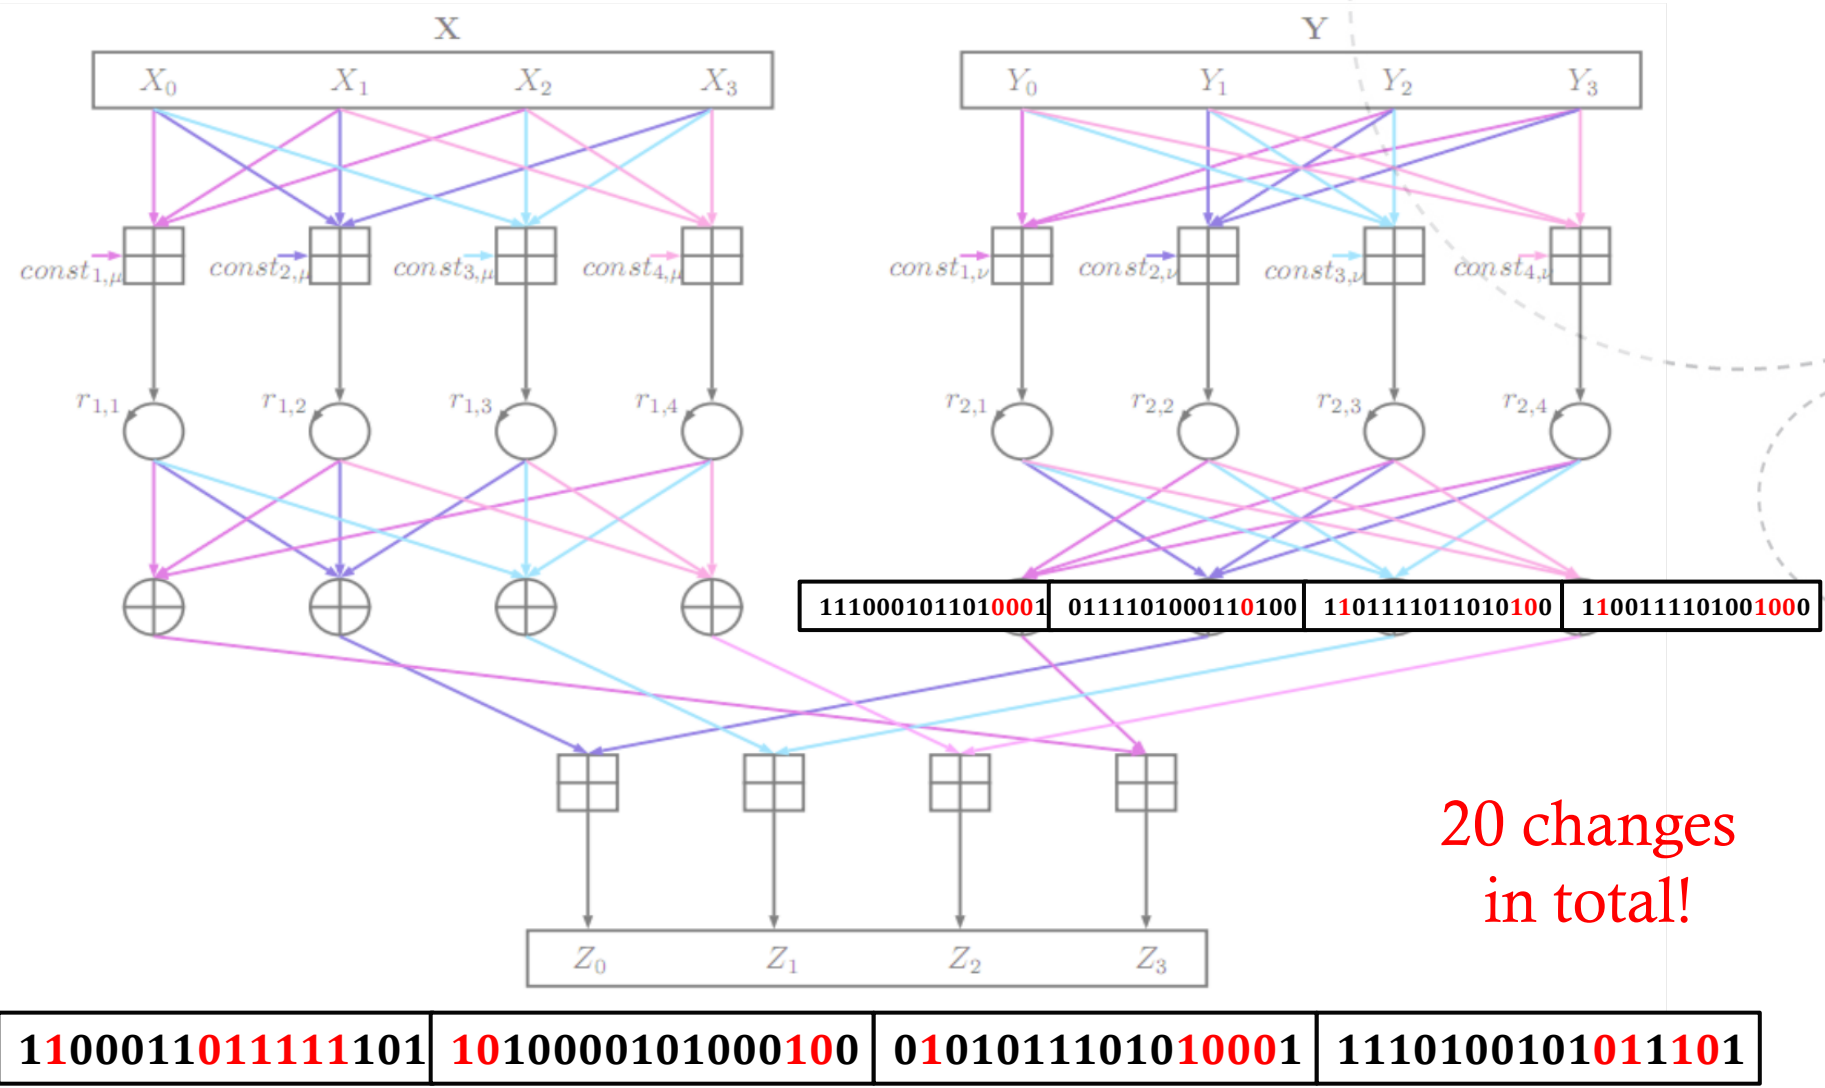 X Y
X₀ X₁ X₂ X₃ Y₀ Y₁ Y₂ Y₃
const₁,μ const₂,μ const₃,μ const₄,μ const₁,ν const₂,ν const₃,ν const₄,ν
r₁,₁ r₁,₂ r₁,₃ r₁,₄ r₂,₁ r₂,₂ r₂,₃ r₂,₄
1110001011010001 0111101000110100 1101111011010100 1100111101001000
20 changes
in total!
Z₀ Z₁ Z₂ Z₃
1100011011111101 1010000101000100 0101011101010001 1110100101011101